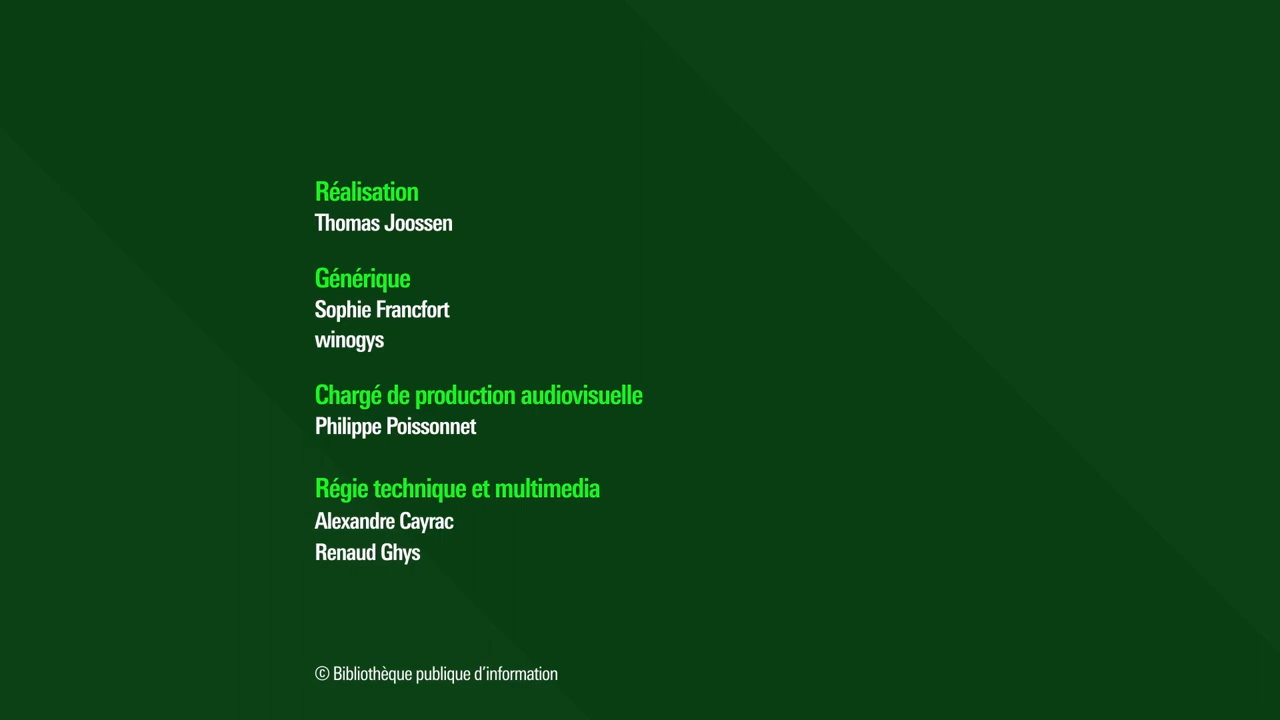 Réalisation
Thomas Joossen
Générique
Sophie Francfort
winogys
Chargé de production audiovisuelle
Philippe Poissonnet
Régie technique et multimedia
Alexandre Cayrac
Renaud Ghys
© Bibliothèque publique d’information